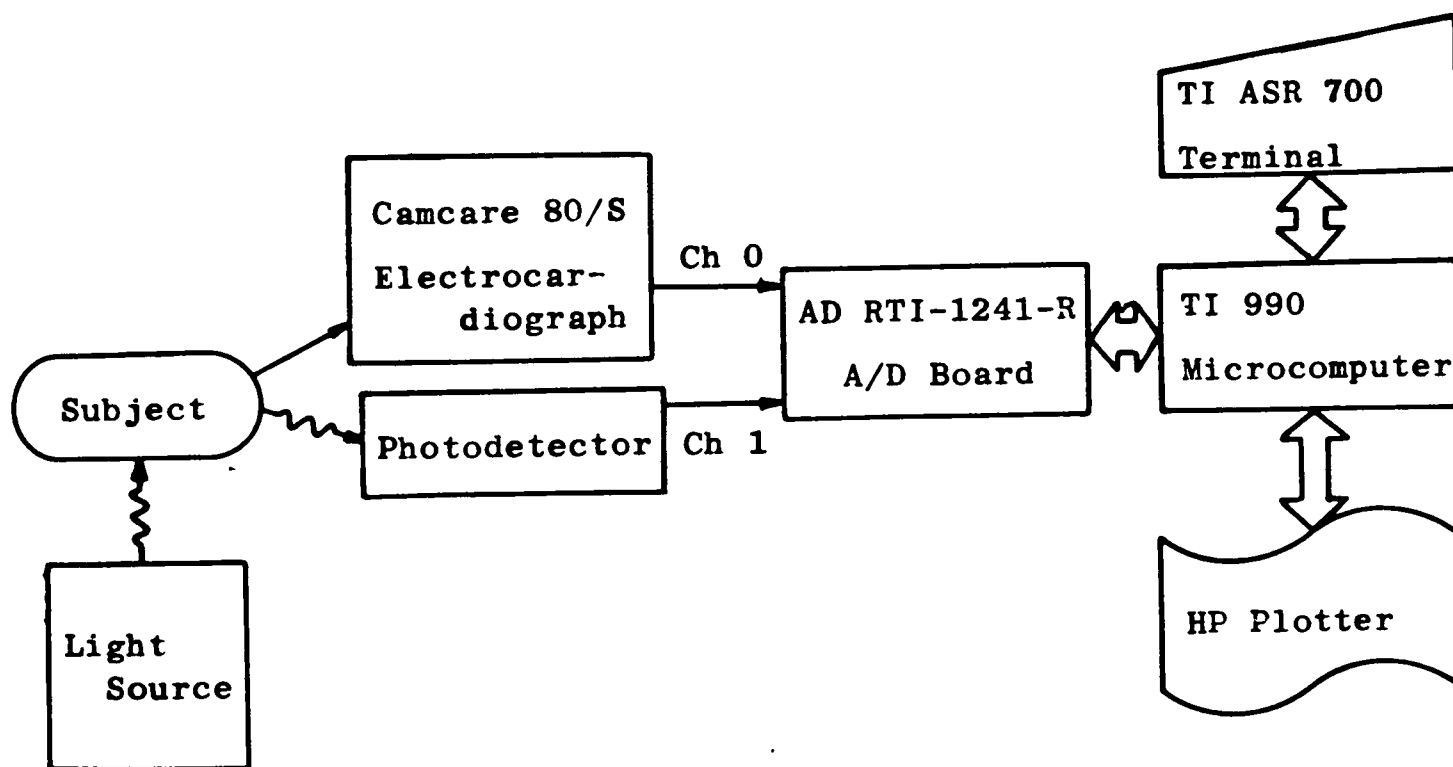 TI ASR 700
Terminal
Camcare 80/S
Electrocar-
diograph
Ch 0
AD RTI-1241-R
A/D Board
TI 990
Microcomputer
Subject
Photodetector
Ch 1
Light
Source
HP Plotter